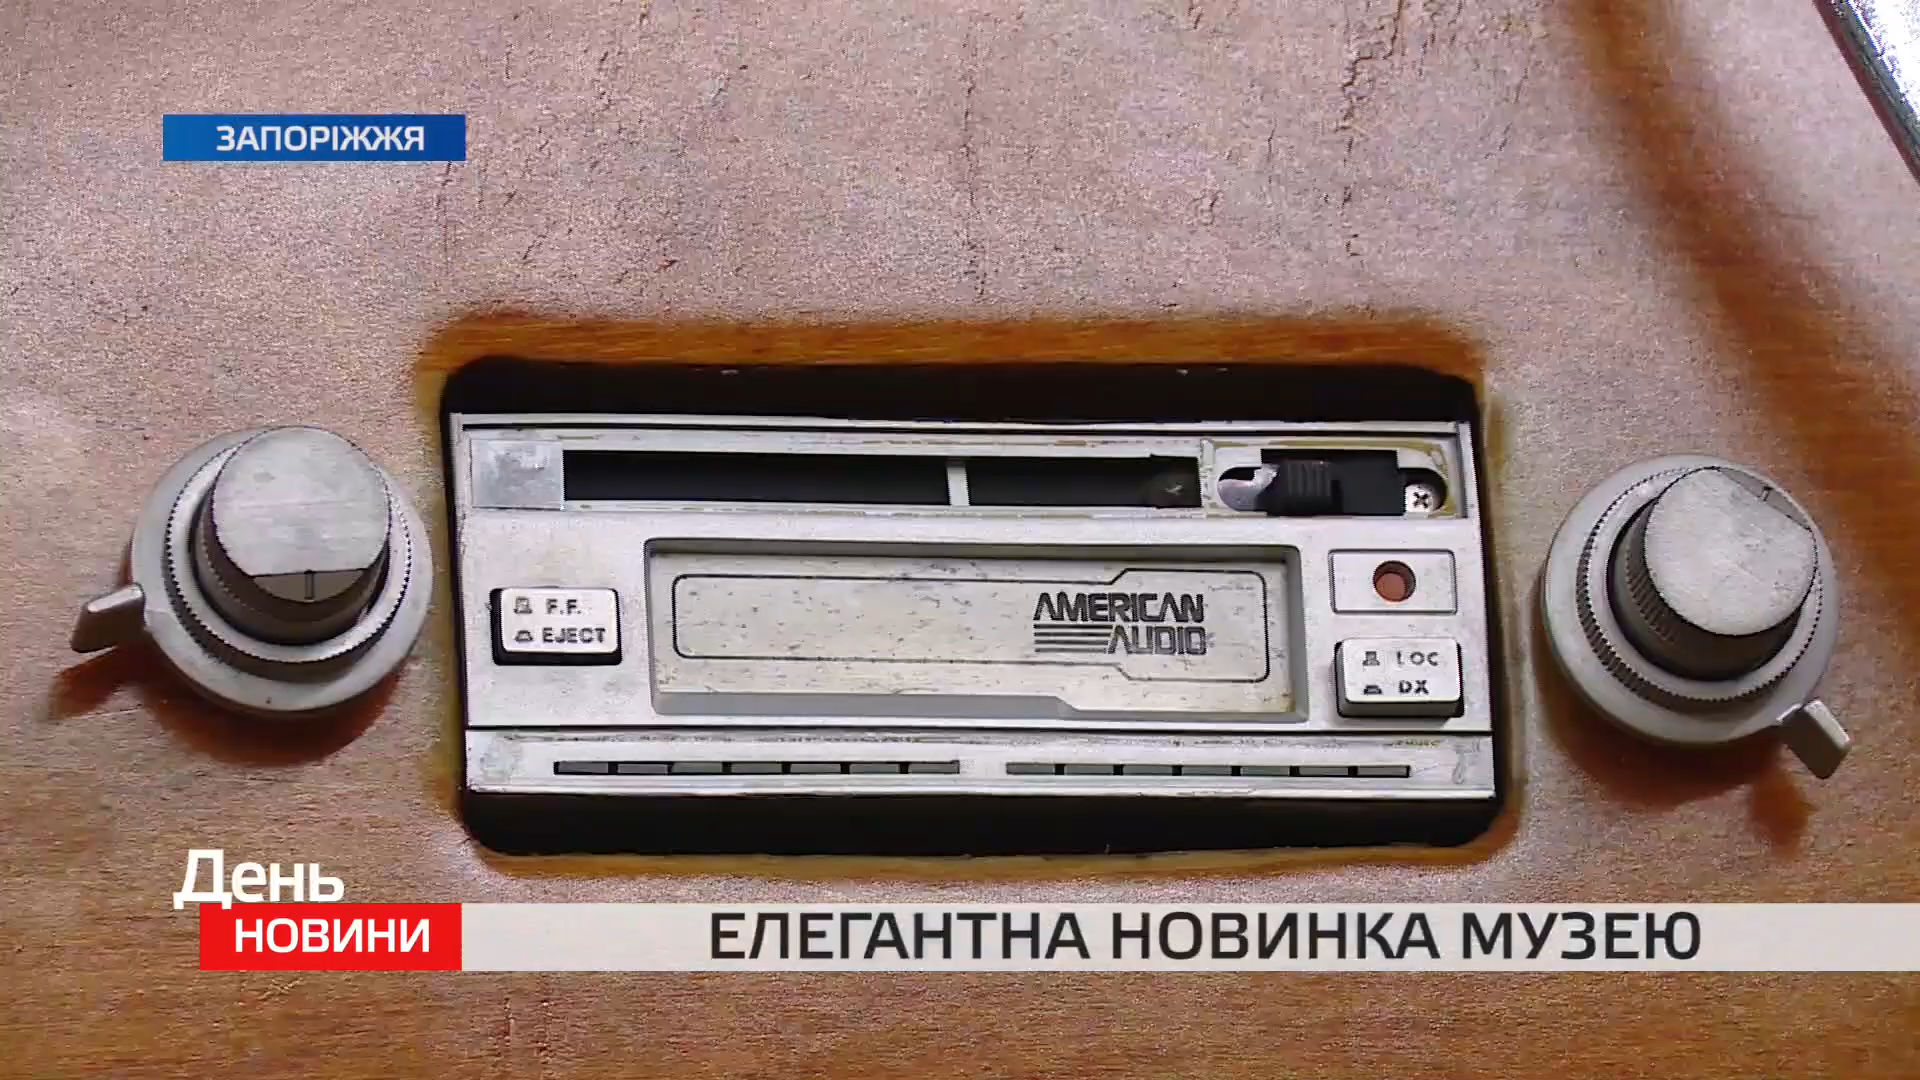 ЗАПОРІЖЖЯ
F.F.
EJECT
AMERICAN
AUDIO
LOC
DX
День
НОВИНИ
ЕЛЕГАНТНА НОВИНКА МУЗЕЮ